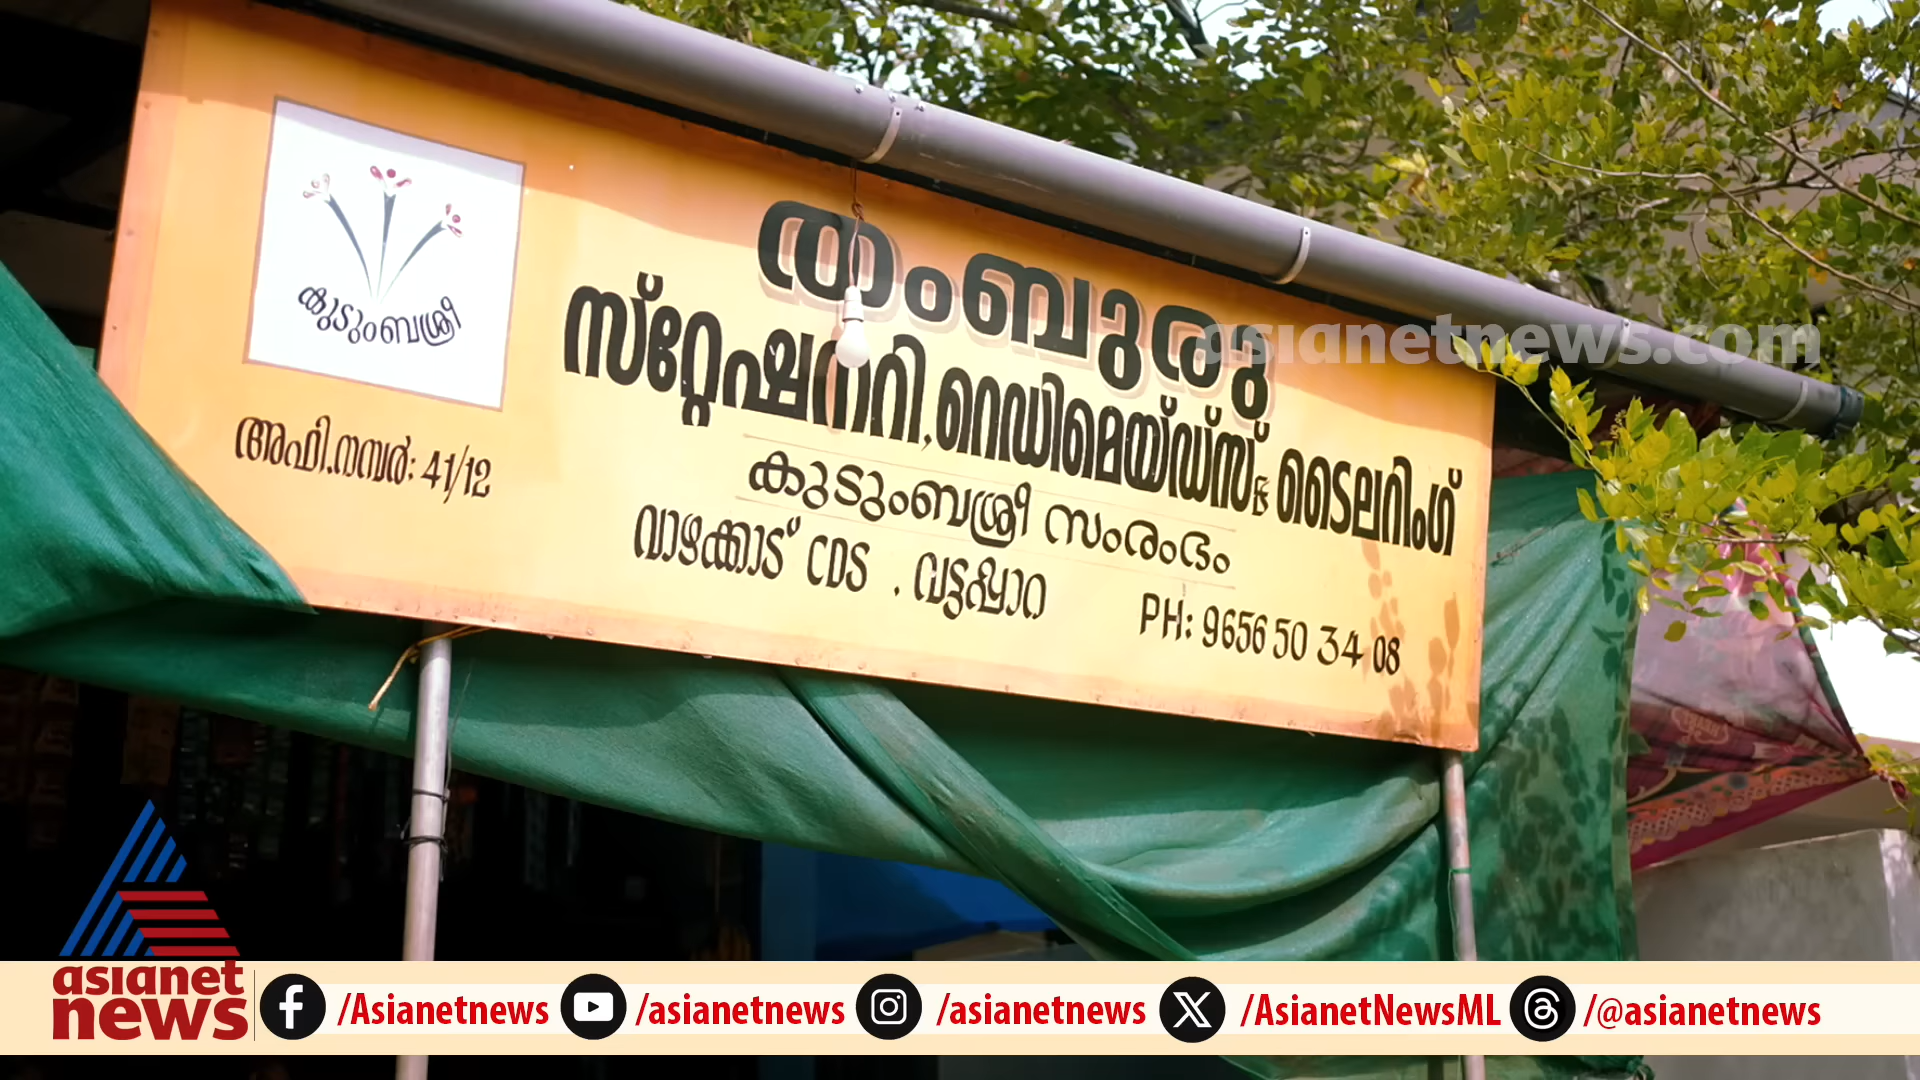 കുടുംബശ്രീ
അഫി.നമ്പർ: 41/12
തംബുരു
സ്റ്റേഷനറി, റെഡിമെയ്ഡ്സ് & ടൈലറിംഗ്
കുടുംബശ്രീ സംരംഭം
വാഴക്കാട് CDS . വട്ടപ്പാറ
PH: 9656 50 34 08
asianetnews.com
asianet
news
/Asianetnews
/asianetnews
/asianetnews
/AsianetNewsML
/@asianetnews